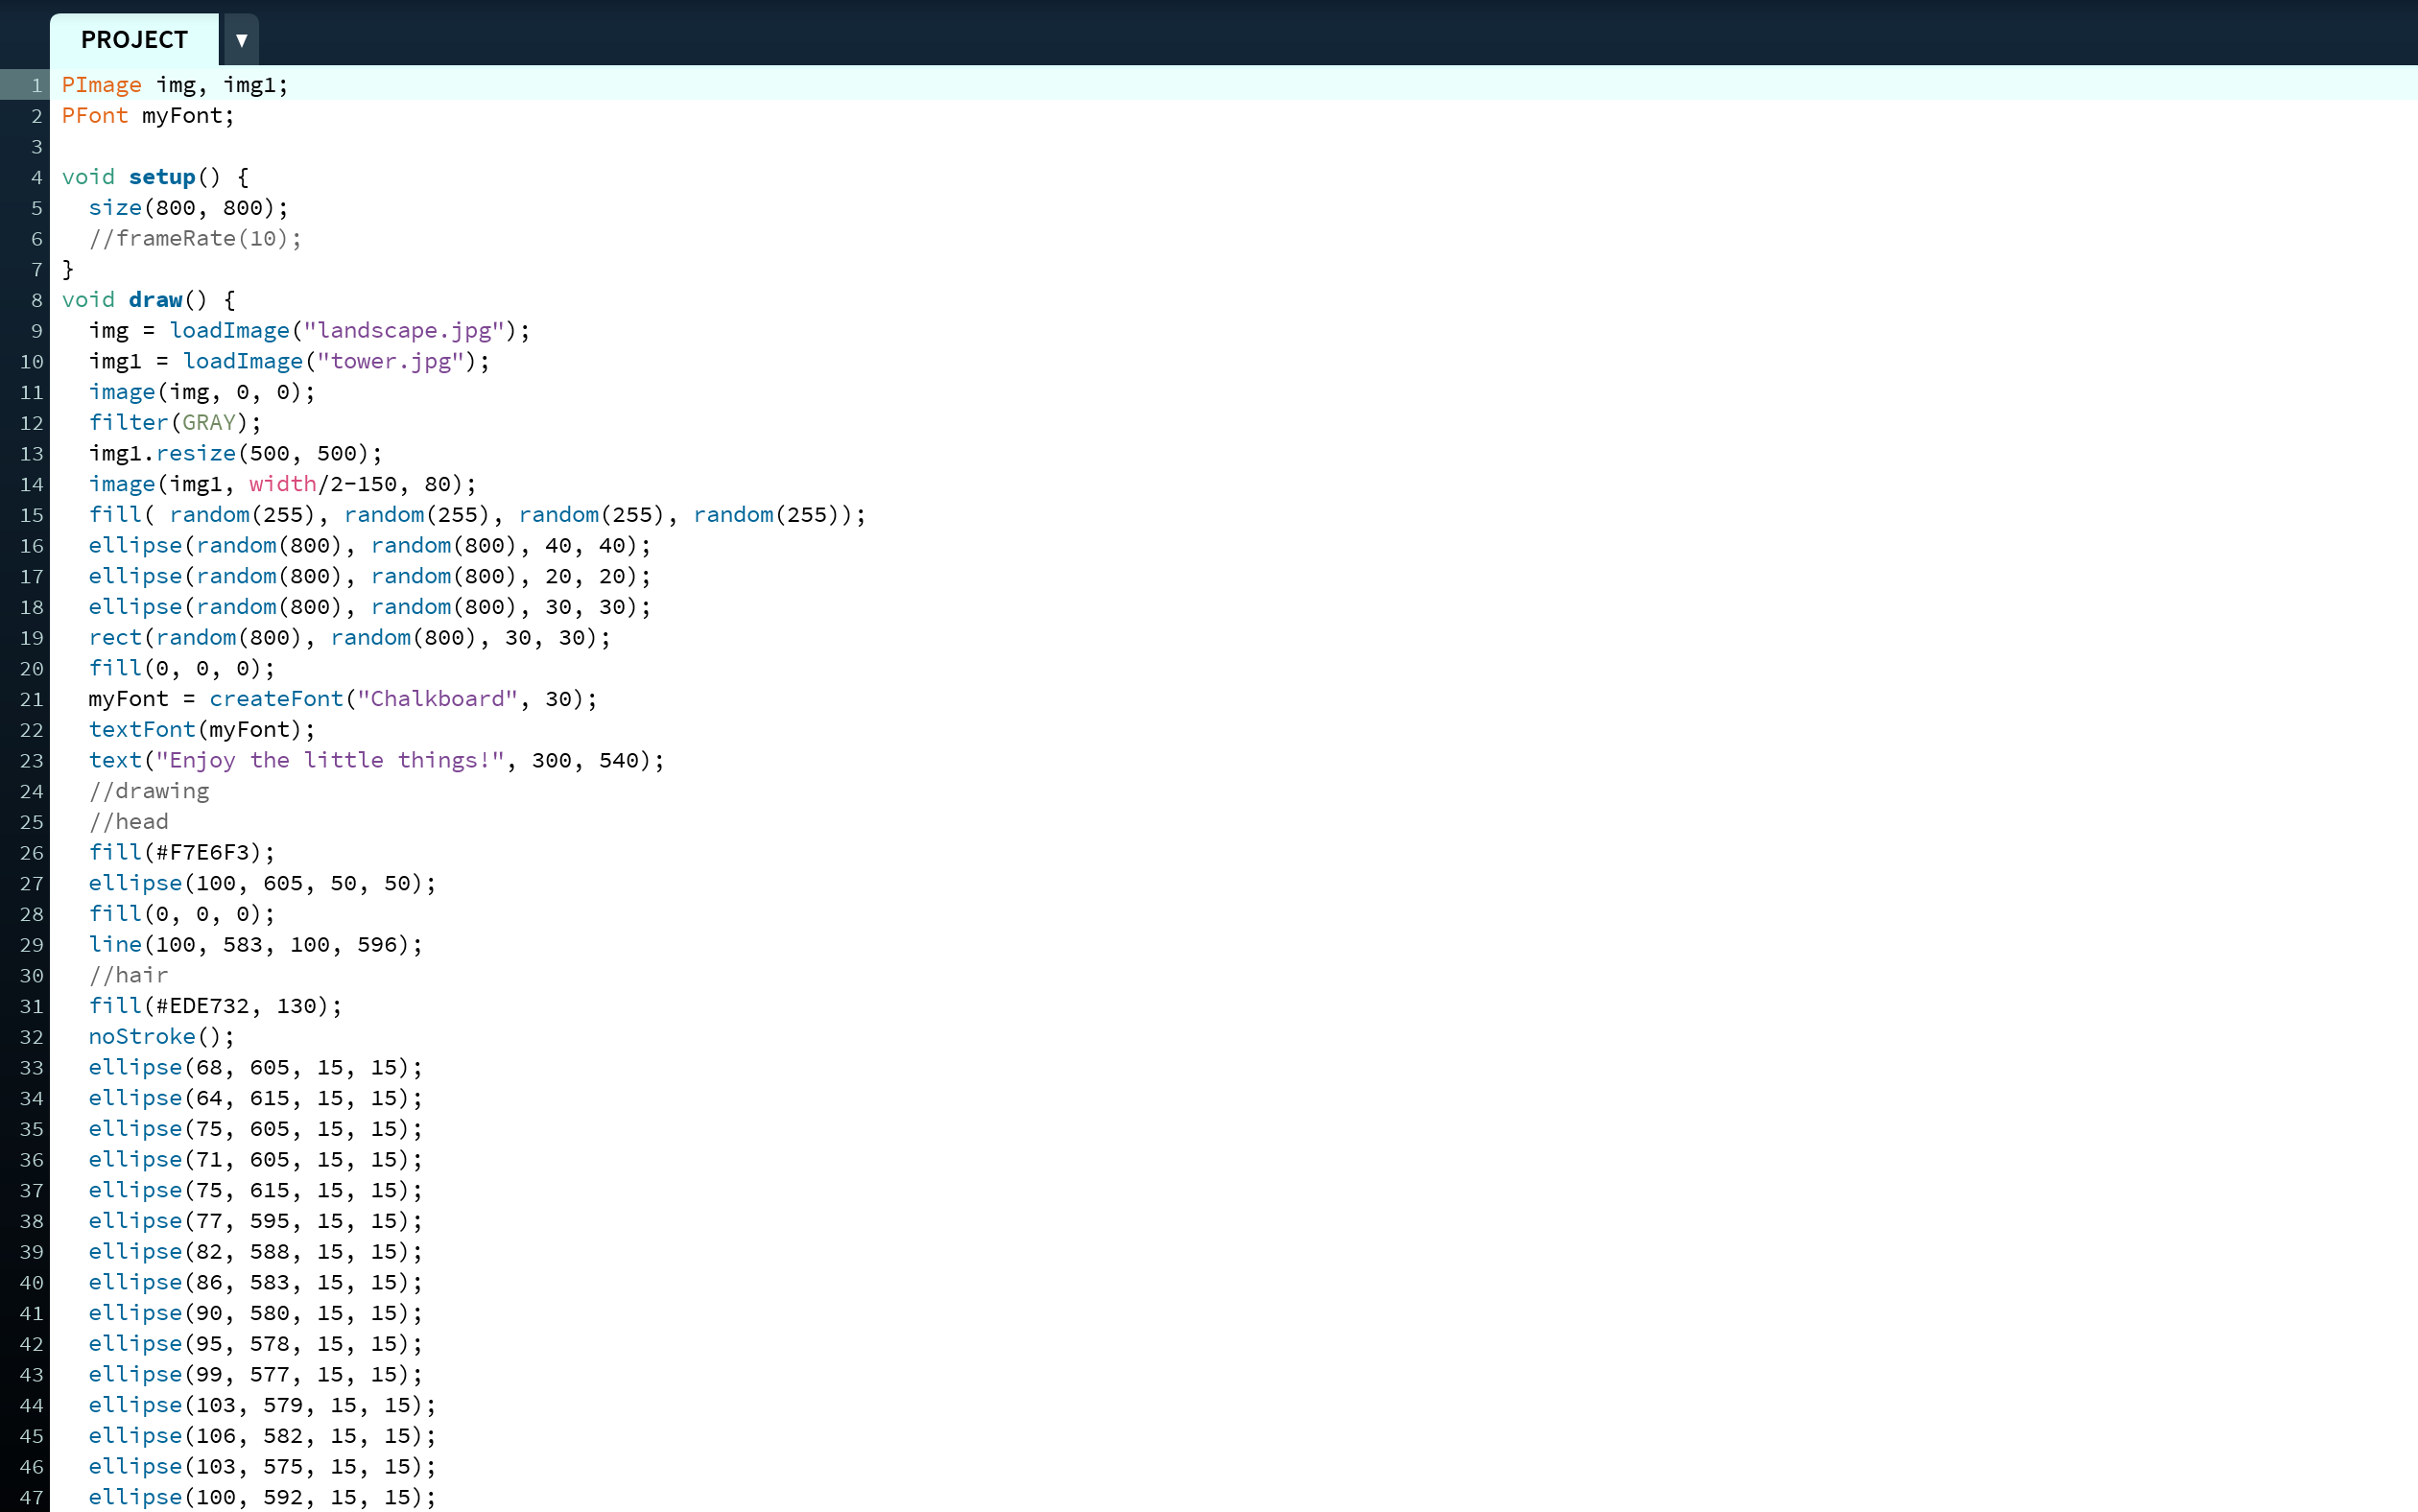 PROJECT ▼
1 PImage img, img1;
2 PFont myFont;
3
4 void setup() {
5   size(800, 800);
6   //frameRate(10);
7 }
8 void draw() {
9   img = loadImage("landscape.jpg");
10   img1 = loadImage("tower.jpg");
11   image(img, 0, 0);
12   filter(GRAY);
13   img1.resize(500, 500);
14   image(img1, width/2-150, 80);
15   fill( random(255), random(255), random(255), random(255));
16   ellipse(random(800), random(800), 40, 40);
17   ellipse(random(800), random(800), 20, 20);
18   ellipse(random(800), random(800), 30, 30);
19   rect(random(800), random(800), 30, 30);
20   fill(0, 0, 0);
21   myFont = createFont("Chalkboard", 30);
22   textFont(myFont);
23   text("Enjoy the little things!", 300, 540);
24   //drawing
25   //head
26   fill(#F7E6F3);
27   ellipse(100, 605, 50, 50);
28   fill(0, 0, 0);
29   line(100, 583, 100, 596);
30   //hair
31   fill(#EDE732, 130);
32   noStroke();
33   ellipse(68, 605, 15, 15);
34   ellipse(64, 615, 15, 15);
35   ellipse(75, 605, 15, 15);
36   ellipse(71, 605, 15, 15);
37   ellipse(75, 615, 15, 15);
38   ellipse(77, 595, 15, 15);
39   ellipse(82, 588, 15, 15);
40   ellipse(86, 583, 15, 15);
41   ellipse(90, 580, 15, 15);
42   ellipse(95, 578, 15, 15);
43   ellipse(99, 577, 15, 15);
44   ellipse(103, 579, 15, 15);
45   ellipse(106, 582, 15, 15);
46   ellipse(103, 575, 15, 15);
47   ellipse(100, 592, 15, 15);